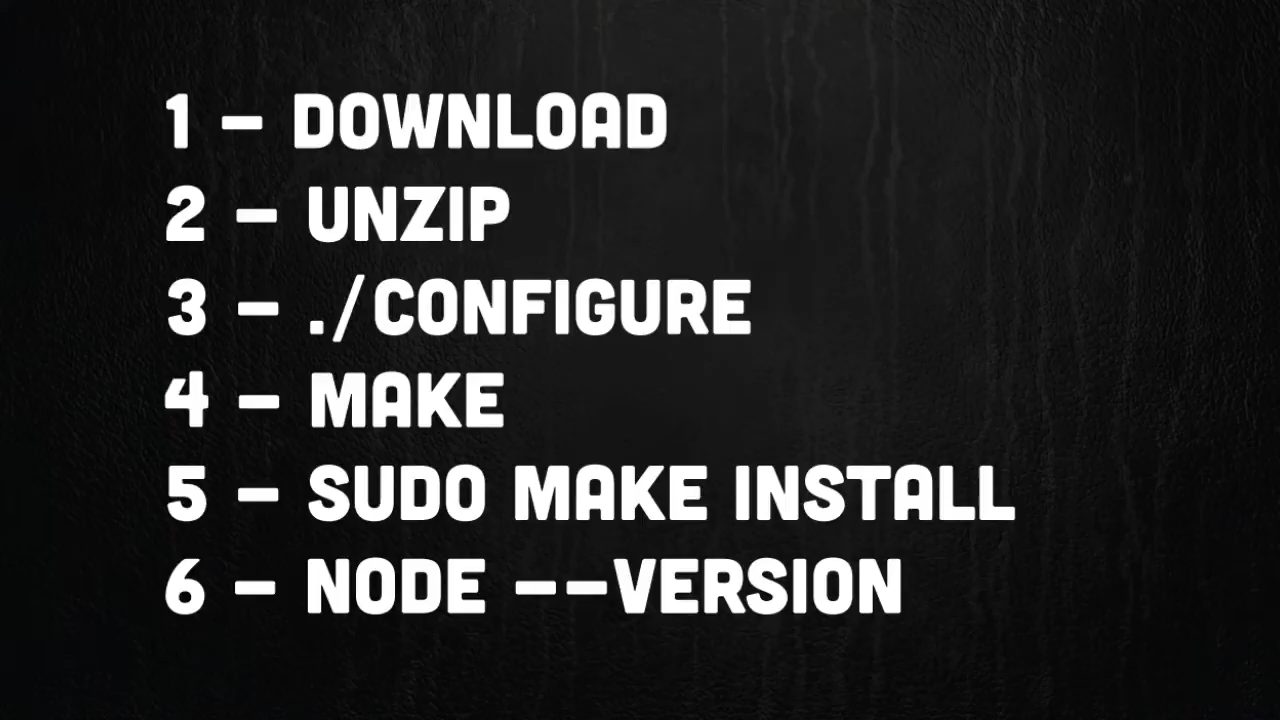 1 – DOWNLOAD
2 – UNZIP
3 – ./CONFIGURE
4 – MAKE
5 – SUDO MAKE INSTALL
6 – NODE --VERSION